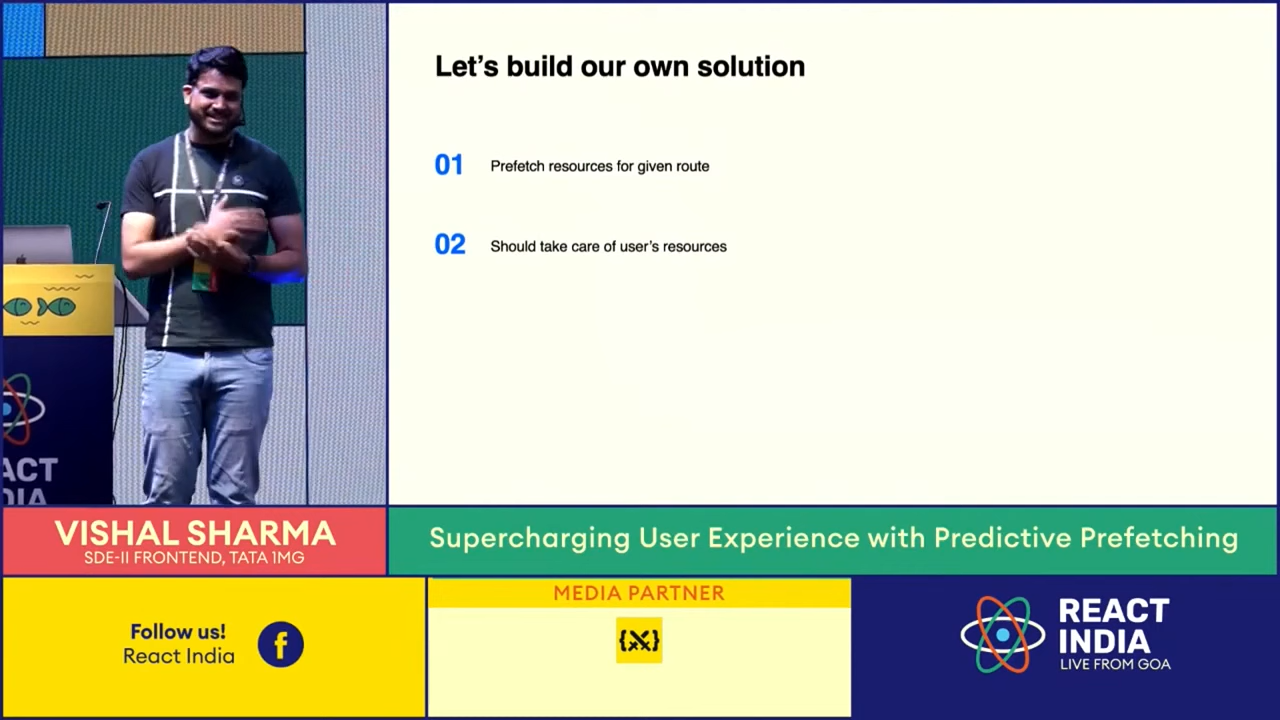 Let’s build our own solution
01 Prefetch resources for given route
02 Should take care of user’s resources
ACT
INDIA
VISHAL SHARMA
SDE-II FRONTEND, TATA 1MG
Supercharging User Experience with Predictive Prefetching
Follow us!
React India
MEDIA PARTNER
REACT
INDIA
LIVE FROM GOA